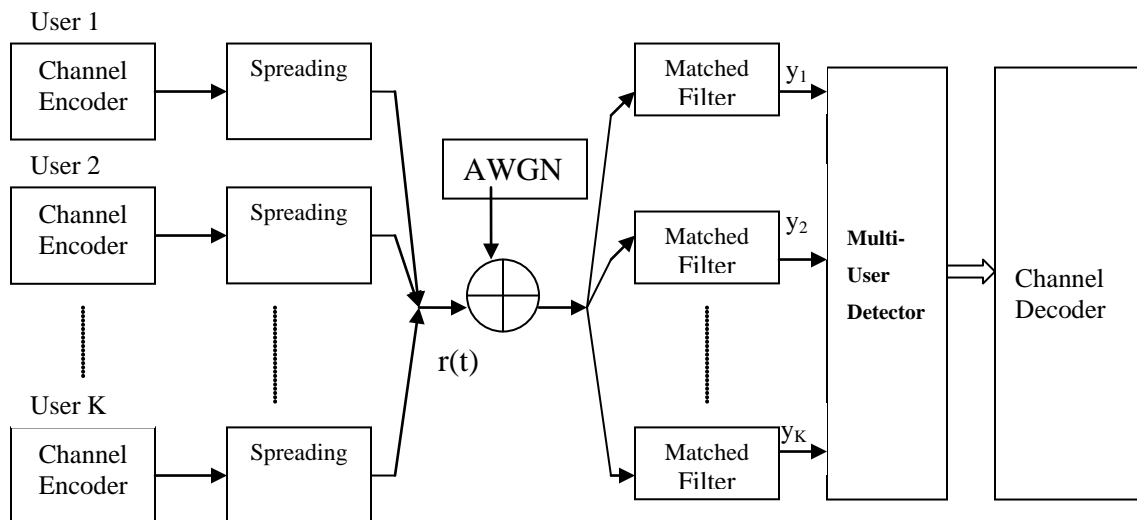 User 1
Channel
Encoder
Spreading
Matched
Filter
y₁
AWGN
User 2
Channel
Encoder
Spreading
Matched
Filter
y₂
Multi-
User
Detector
Channel
Decoder
r(t)
User K
Channel
Encoder
Spreading
Matched
Filter
yK